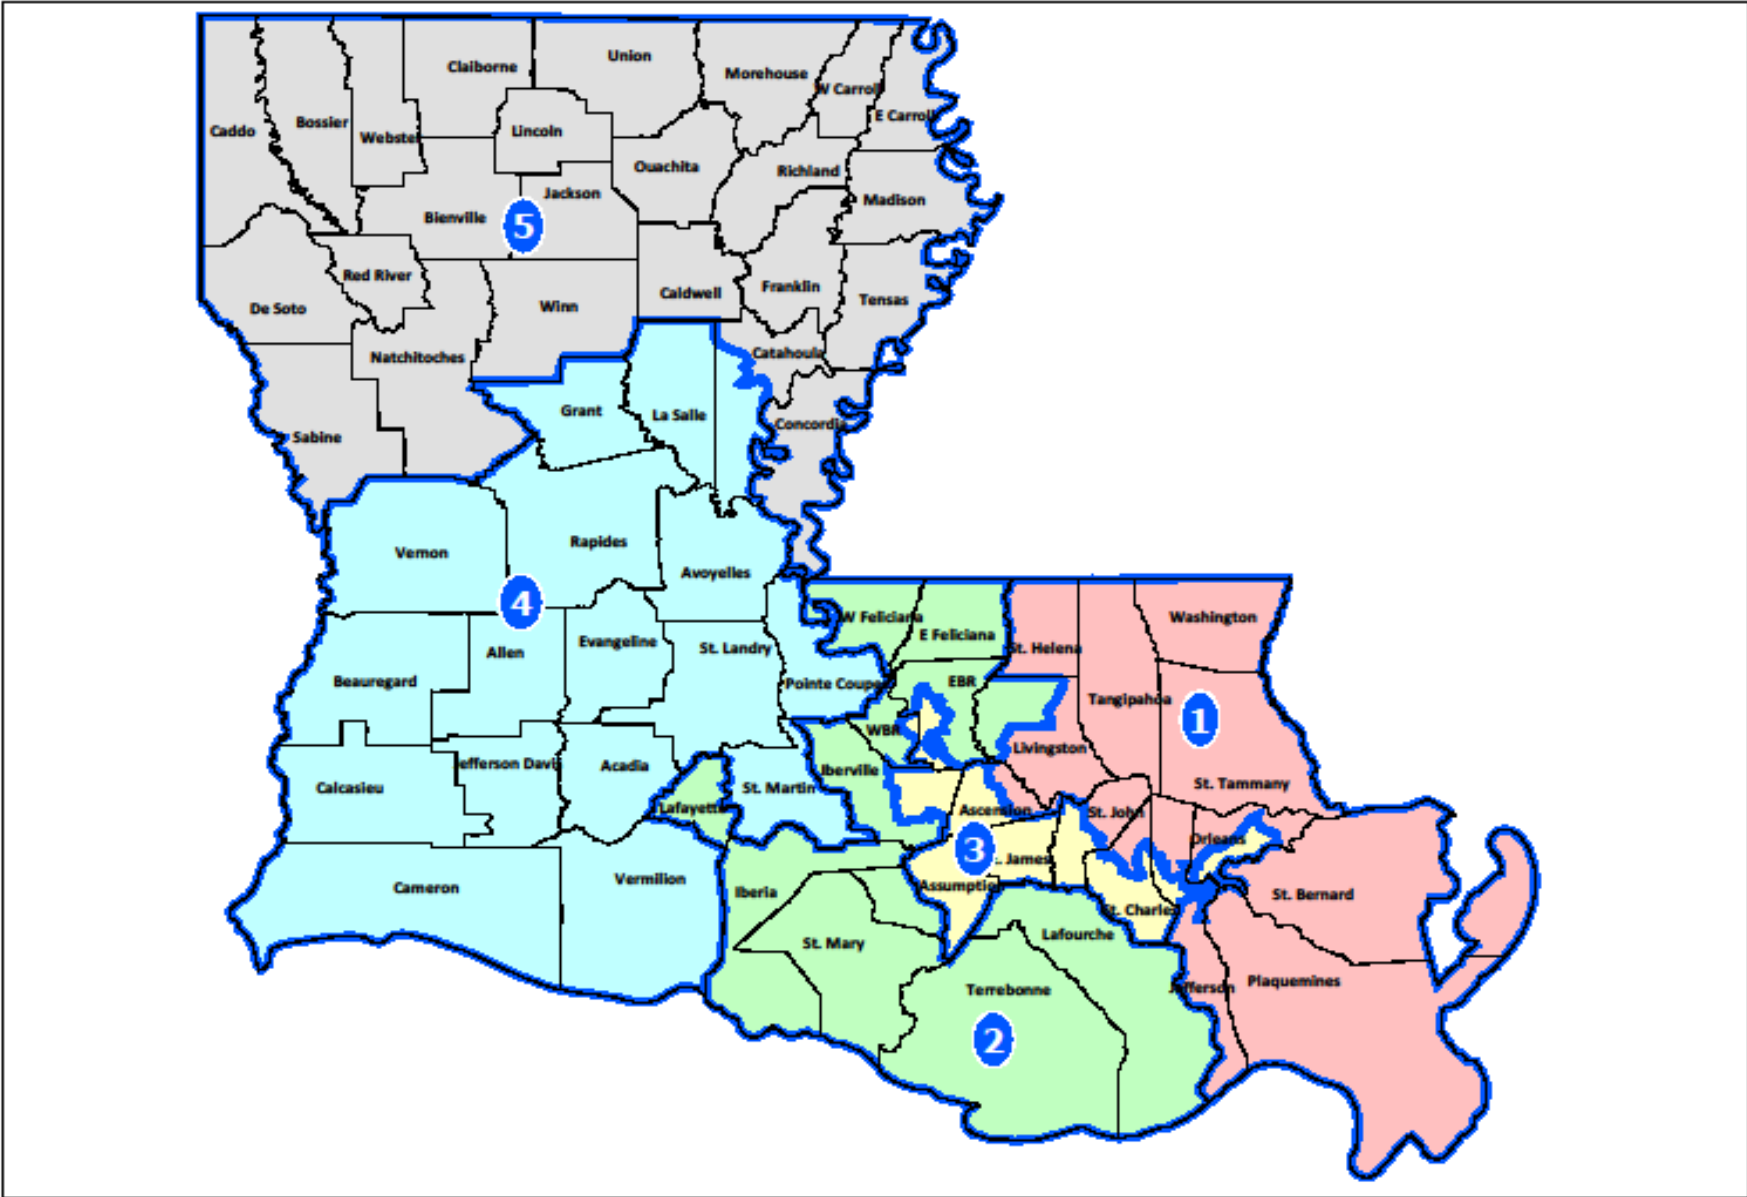 Union
Claiborne
Morehouse
W Carroll
E Carroll
Bossier
Caddo
Webster
Lincoln
Ouachita
Richland
Jackson
Madison
Bienville
5
Red River
Franklin
Caldwell
Tensas
De Soto
Winn
Catahoula
Natchitoches
Grant
La Salle
Concordia
Sabine
Rapides
Vernon
Avoyelles
4
W Feliciana
Washington
E Feliciana
Evangeline
St. Landry
St. Helena
Allen
Beauregard
Pointe Coupe
EBR
Tangipahoa
1
WBR
Livingston
Jefferson Davi
Acadia
Iberville
Calcasieu
St. Martin
St. Tammany
Lafayette
Ascension
St. John
Orleans
3
. James
Vermilion
Cameron
Iberia
Assumption
St. Bernard
St. Charles
Lafourche
St. Mary
Plaquemines
Jefferson
Terrebonne
2